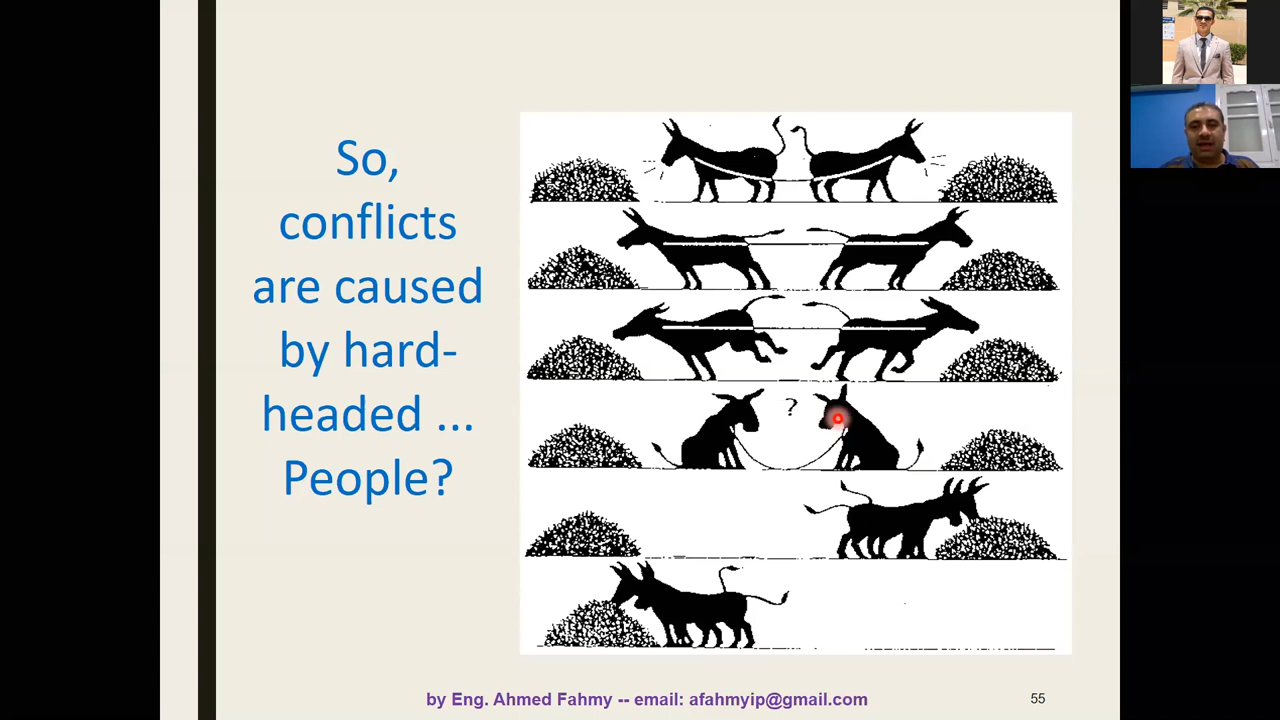 So,
conflicts
are caused
by hard-
headed ...
People?
?
by Eng. Ahmed Fahmy -- email: afahmyip@gmail.com
55